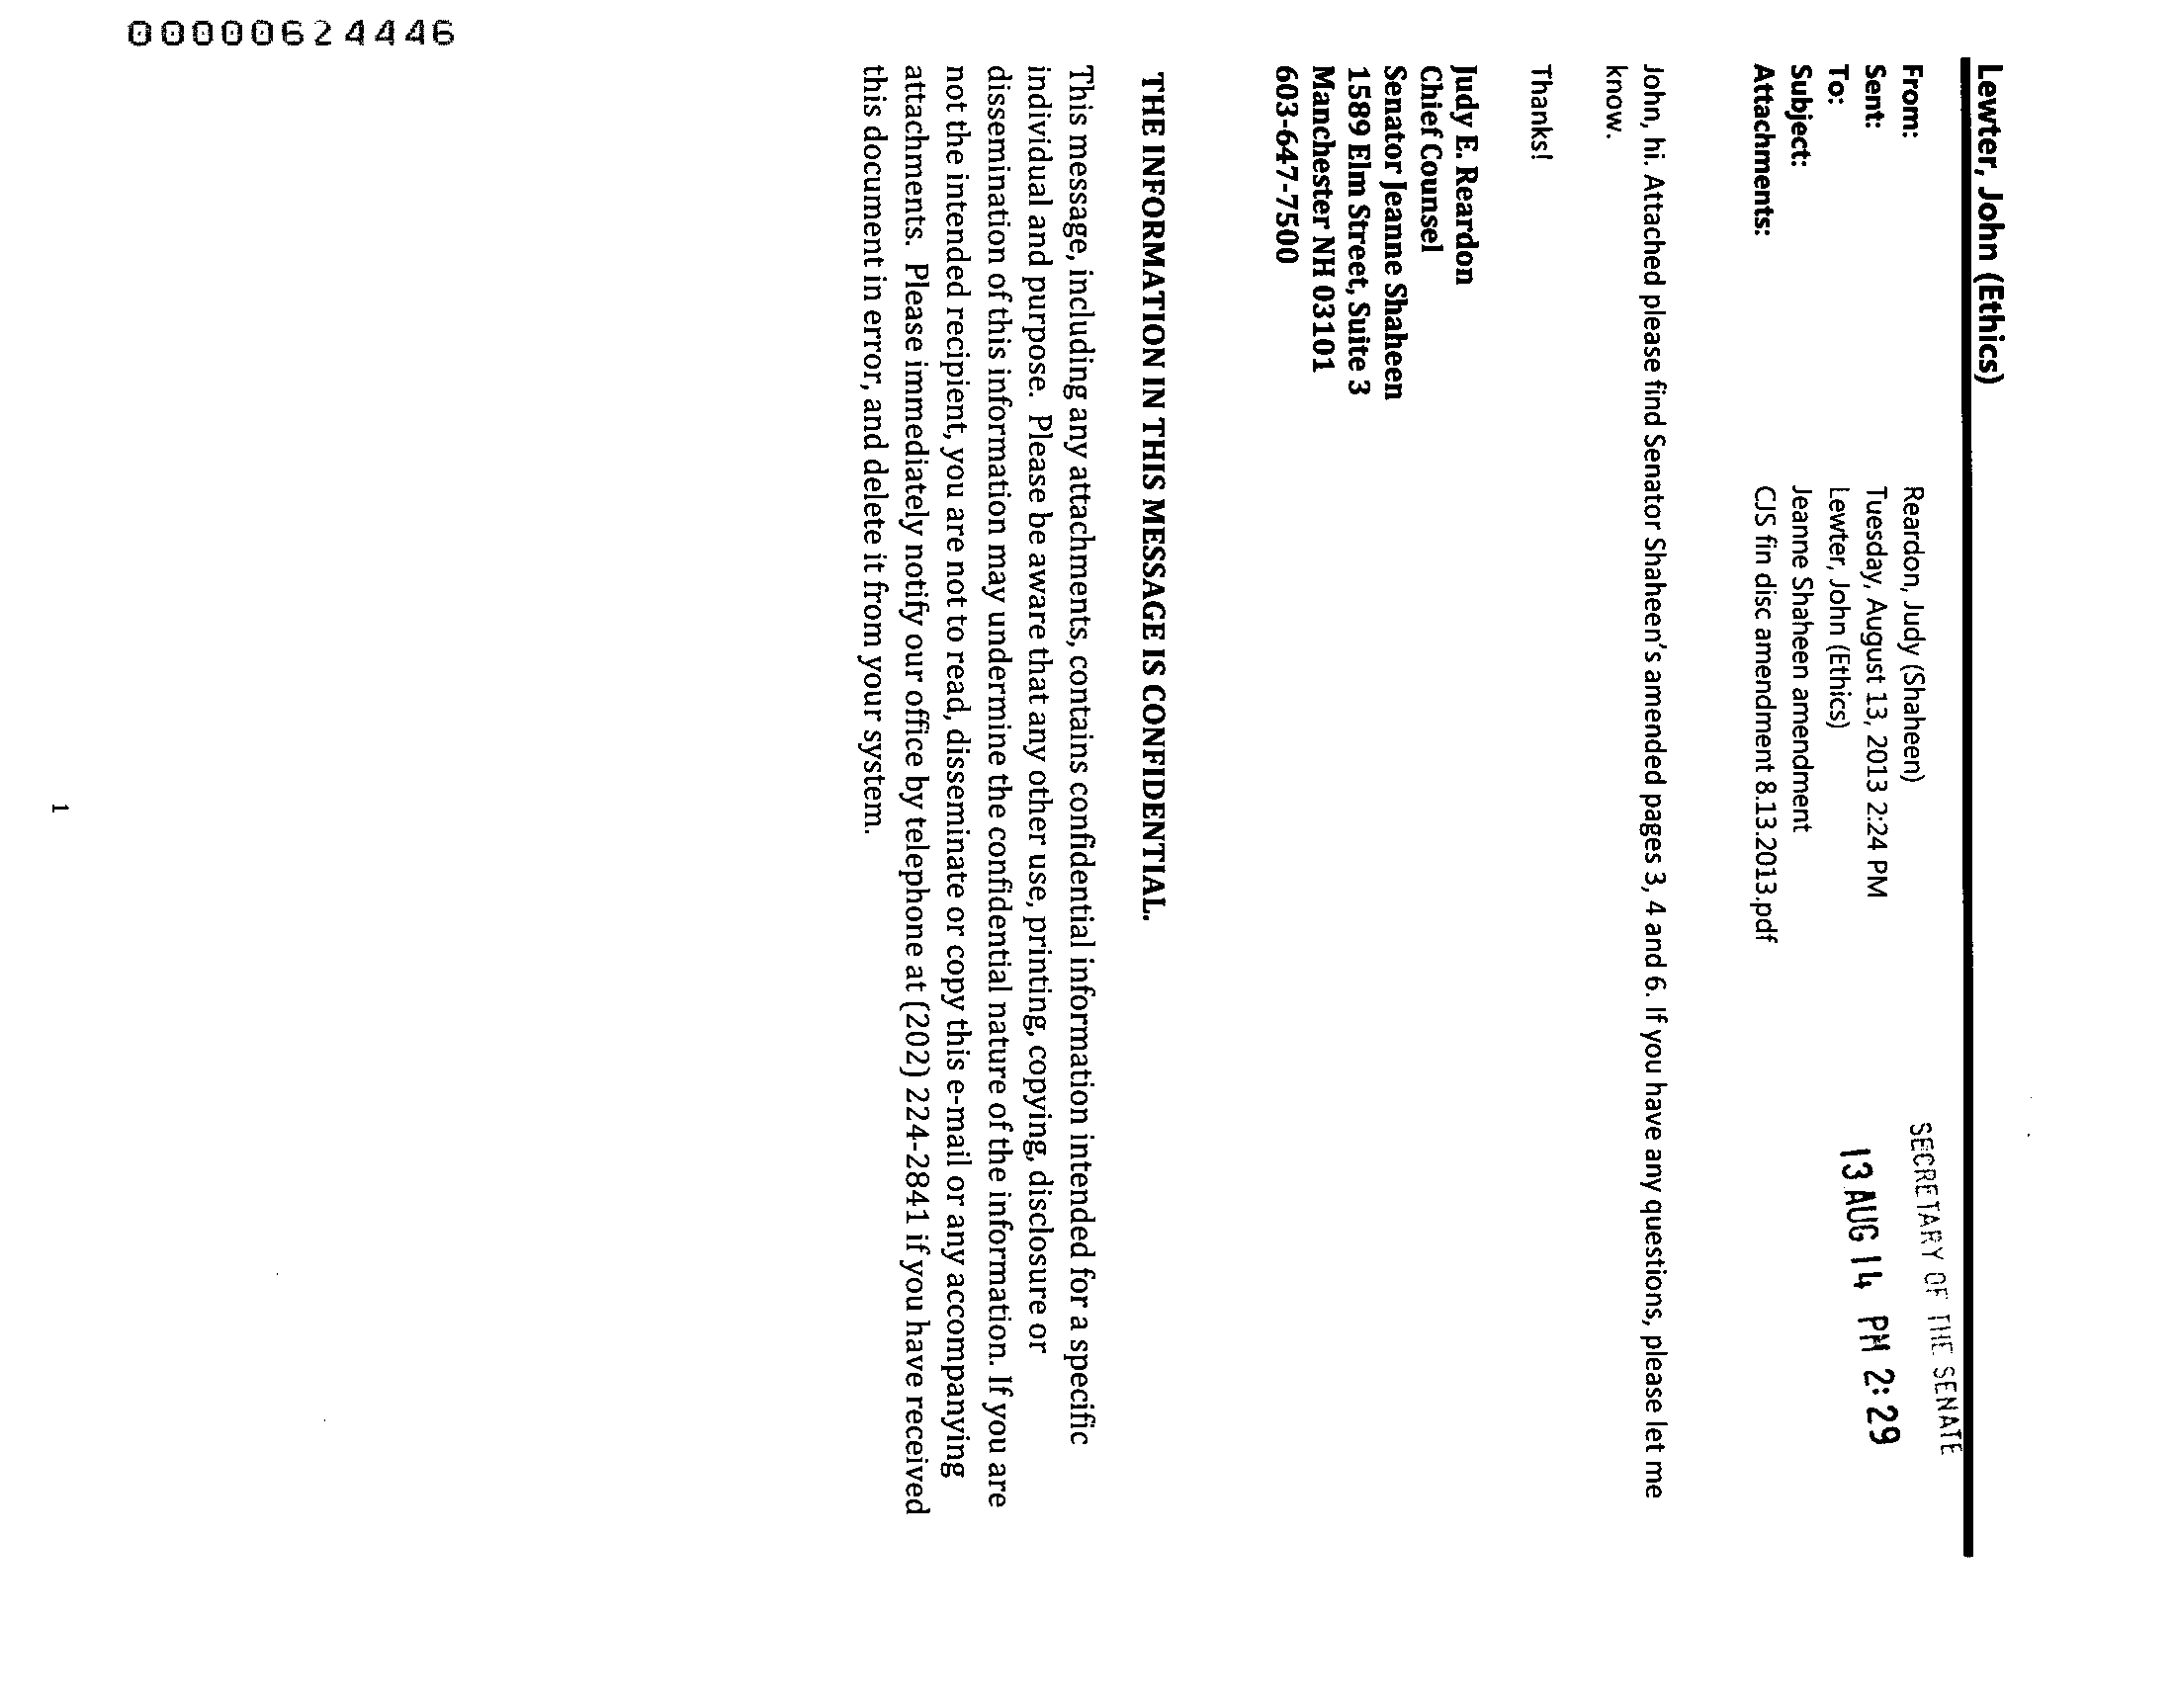 00000624446
Lewter, John (Ethics)
SECRETARY OF THE SENATE
13 AUG 14 PM 2:29
From: Reardon, Judy (Shaheen)
Sent: Tuesday, August 13, 2013 2:24 PM
To: Lewter, John (Ethics)
Subject: Jeanne Shaheen amendment
Attachments: CJS fin disc amendment 8.13.2013.pdf
John, hi. Attached please find Senator Shaheen's amended pages 3, 4 and 6. If you have any questions, please let me
know.
Thanks!
Judy E. Reardon
Chief Counsel
Senator Jeanne Shaheen
1589 Elm Street, Suite 3
Manchester NH 03101
603-647-7500
THE INFORMATION IN THIS MESSAGE IS CONFIDENTIAL.
This message, including any attachments, contains confidential information intended for a specific
individual and purpose. Please be aware that any other use, printing, copying, disclosure or
dissemination of this information may undermine the confidential nature of the information. If you are
not the intended recipient, you are not to read, disseminate or copy this e-mail or any accompanying
attachments. Please immediately notify our office by telephone at (202) 224-2841 if you have received
this document in error, and delete it from your system.
1